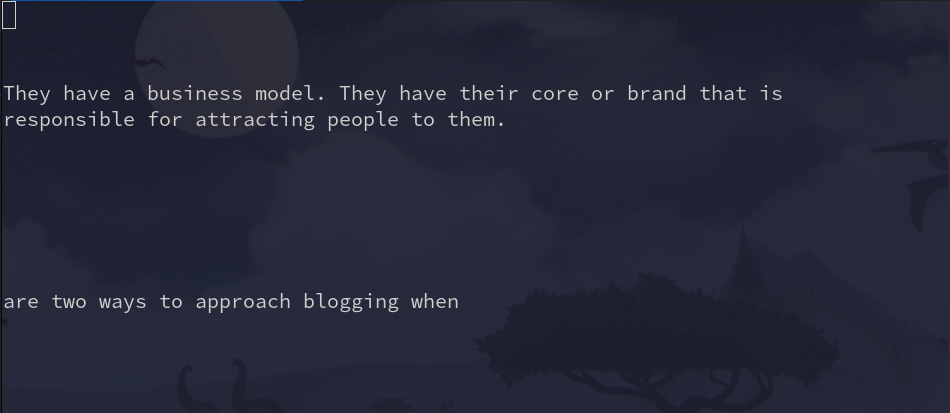 They have a business model. They have their core or brand that is
responsible for attracting people to them.
are two ways to approach blogging when